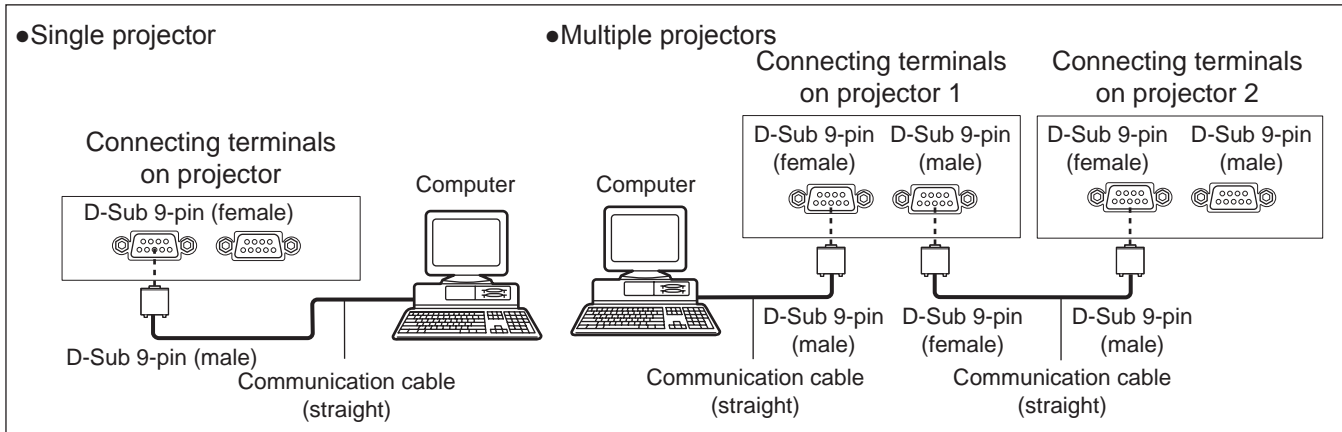 ●Single projector
Connecting terminals
on projector
D-Sub 9-pin (female)
Computer
D-Sub 9-pin (male)
Communication cable
(straight)
●Multiple projectors
Connecting terminals
on projector 1
D-Sub 9-pin
(female)
D-Sub 9-pin
(male)
Connecting terminals
on projector 2
D-Sub 9-pin
(female)
D-Sub 9-pin
(male)
Computer
D-Sub 9-pin
(male)
D-Sub 9-pin
(female)
D-Sub 9-pin
(male)
Communication cable
(straight)
Communication cable
(straight)